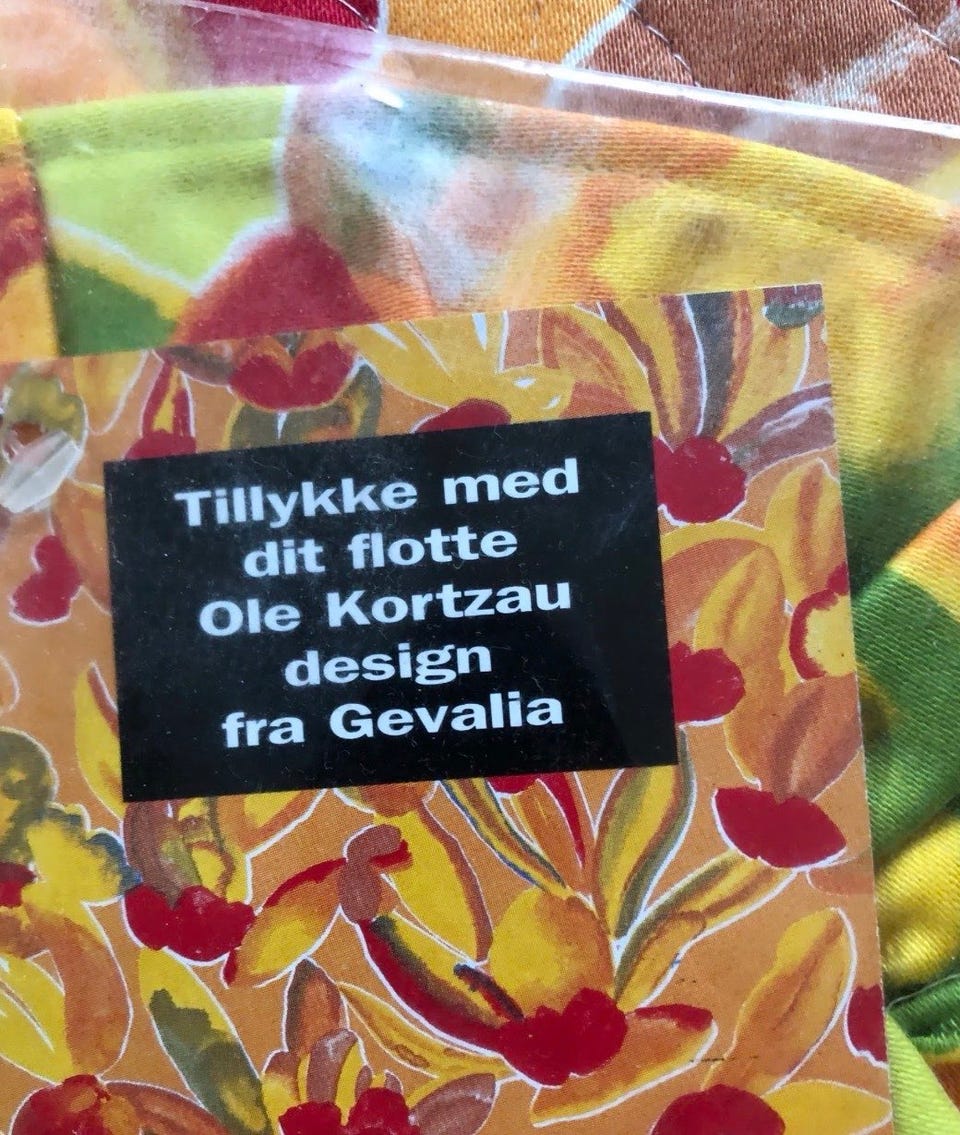 Tillykke med
dit flotte
Ole Kortzau
design
fra Gevalia